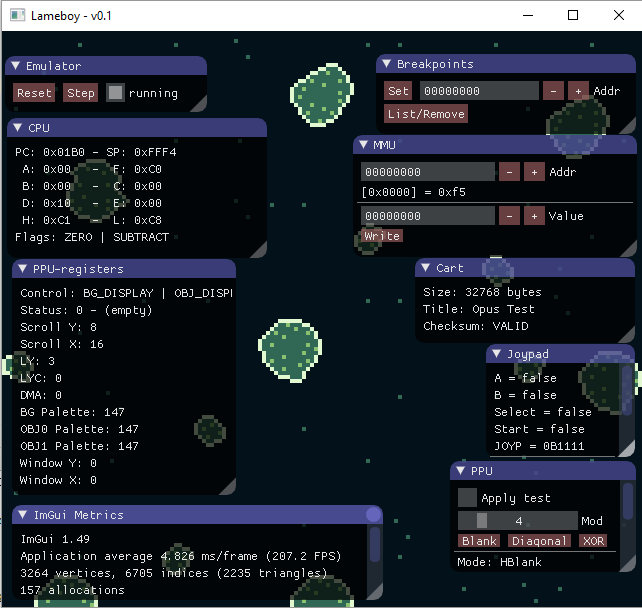 Lameboy - v0.1
Emulator
Reset Step running
CPU
PC: 0x01B0 - SP: 0xFFF4
A: 0x00 - F: 0xC0
B: 0x00 - C: 0x00
D: 0x10 - E: 0x00
H: 0xC1 - L: 0xC8
Flags: ZERO | SUBTRACT
PPU-registers
Control: BG_DISPLAY | OBJ_DISPL
Status: 0 - (empty)
Scroll Y: 8
Scroll X: 16
LY: 3
LYC: 0
DMA: 0
BG Palette: 147
OBJ0 Palette: 147
OBJ1 Palette: 147
Window Y: 0
Window X: 0
ImGui Metrics
ImGui 1.49
Application average 4.826 ms/frame (207.2 FPS)
3264 vertices, 6705 indices (2235 triangles)
157 allocations
Breakpoints
Set 00000000 - + Addr
List/Remove
MMU
00000000 - + Addr
[0x0000] = 0xf5
00000000 - + Value
Write
Cart
Size: 32768 bytes
Title: Opus Test
Checksum: VALID
Joypad
A = false
B = false
Select = false
Start = false
JOYP = 0B1111
PPU
Apply test
4 Mod
Blank Diagonal XOR
Mode: HBlank